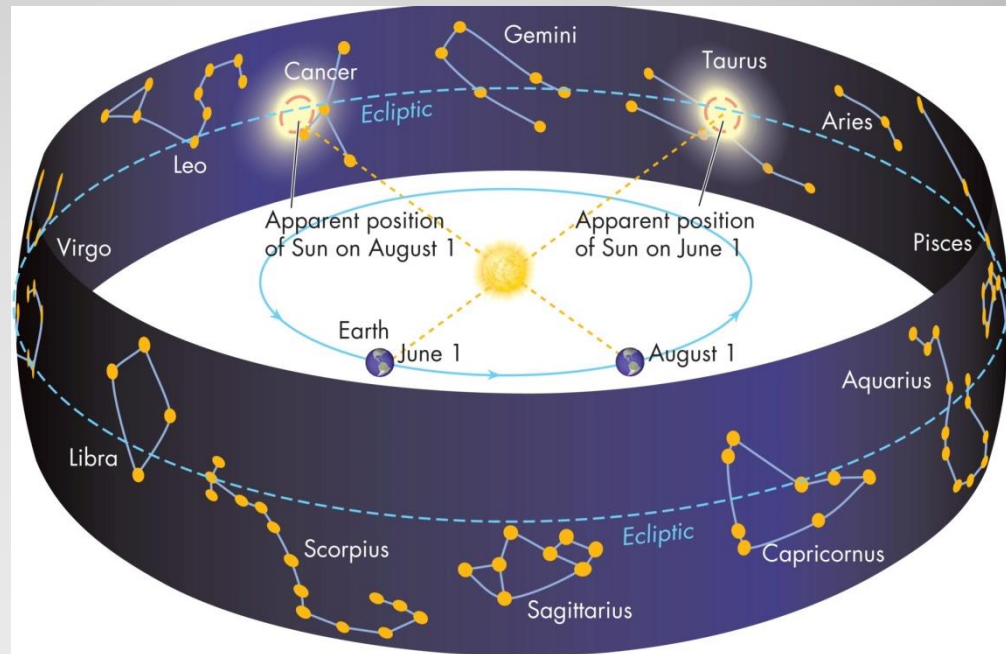 Gemini
Taurus
Cancer
Ecliptic
Aries
Leo
Apparent position
of Sun on August 1
Apparent position
of Sun on June 1
Virgo
Pisces
Earth
June 1
August 1
Aquarius
Libra
Ecliptic
Scorpius
Capricornus
Sagittarius